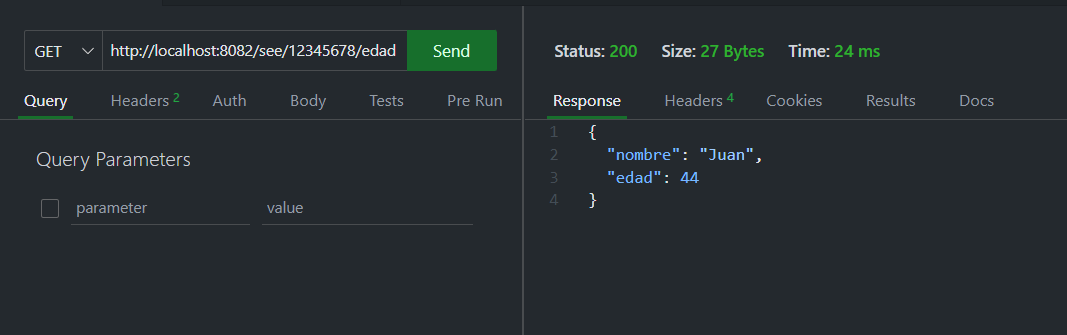 GET http://localhost:8082/see/12345678/edad Send
Query Headers 2 Auth Body Tests Pre Run
Query Parameters
parameter value
Status: 200 Size: 27 Bytes Time: 24 ms
Response Headers 4 Cookies Results Docs
1 {
2 "nombre": "Juan",
3 "edad": 44
4 }